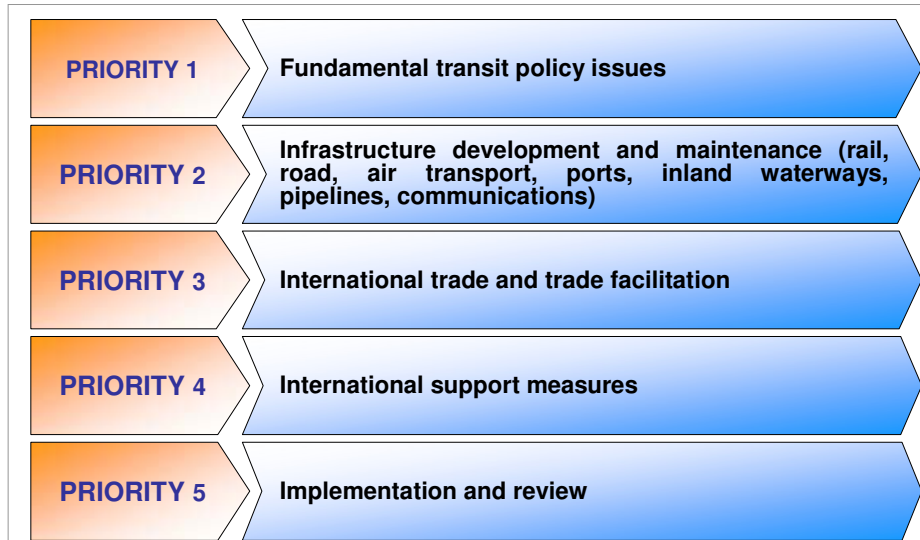 PRIORITY 1
Fundamental transit policy issues
PRIORITY 2
Infrastructure development and maintenance (rail,
road, air transport, ports, inland waterways,
pipelines, communications)
PRIORITY 3
International trade and trade facilitation
PRIORITY 4
International support measures
PRIORITY 5
Implementation and review